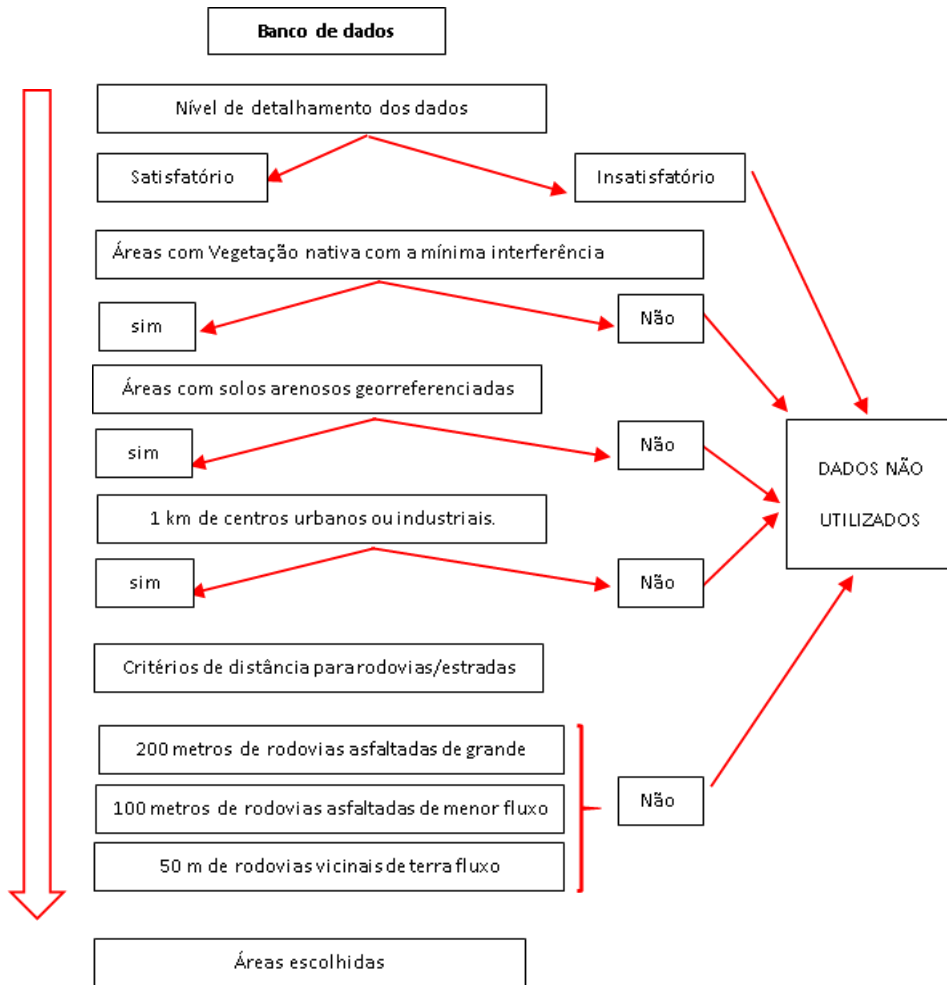 Banco de dados
Nível de detalhamento dos dados
Satisfatório
Insatisfatório
Áreas com Vegetação nativa com a mínima interferência
sim
Não
Áreas com solos arenosos georreferenciadas
sim
Não
DADOS NÃO
UTILIZADOS
1 km de centros urbanos ou industriais.
sim
Não
Critérios de distância para rodovias/estradas
200 metros de rodovias asfaltadas de grande
100 metros de rodovias asfaltadas de menor fluxo
Não
50 m de rodovias vicinais de terra fluxo
Áreas escolhidas